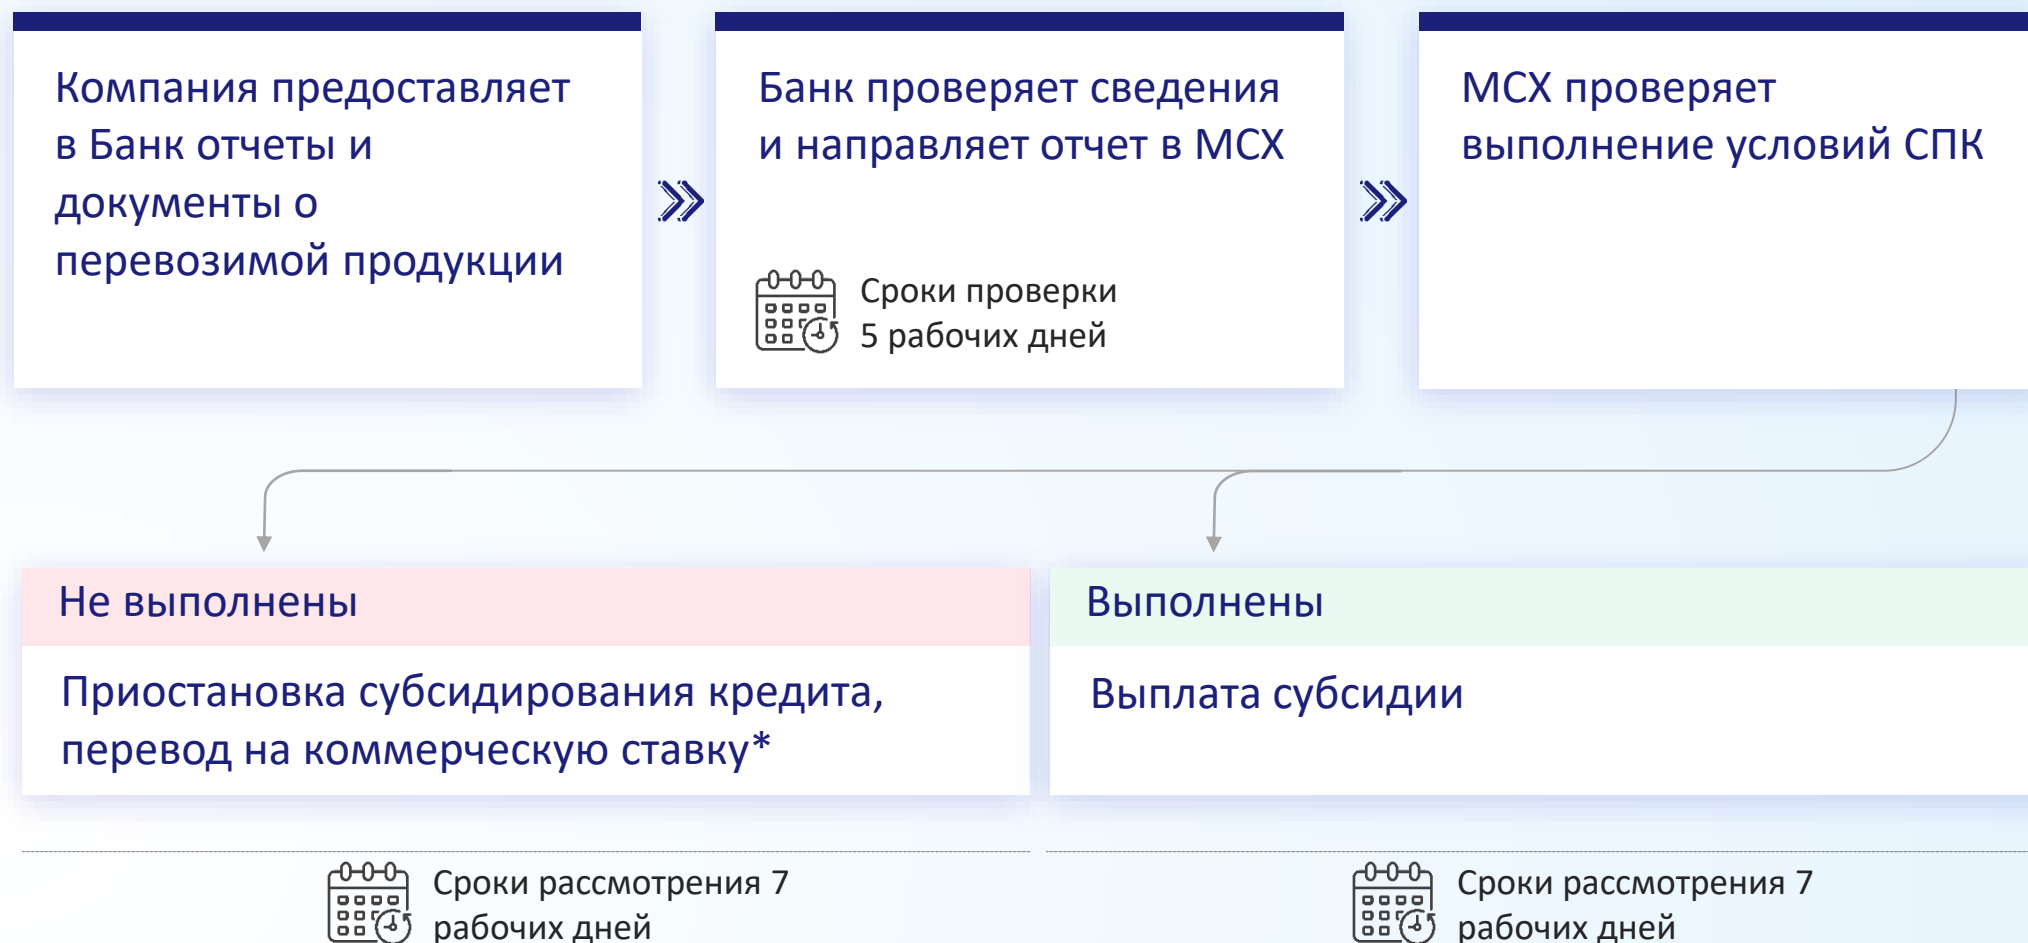 Компания предоставляет
в Банк отчеты и
документы о
перевозимой продукции
Банк проверяет сведения
и направляет отчет в МСХ
Сроки проверки
5 рабочих дней
МСХ проверяет
выполнение условий СПК
Не выполнены
Приостановка субсидирования кредита,
перевод на коммерческую ставку*
Выполнены
Выплата субсидии
Сроки рассмотрения 7
рабочих дней
Сроки рассмотрения 7
рабочих дней